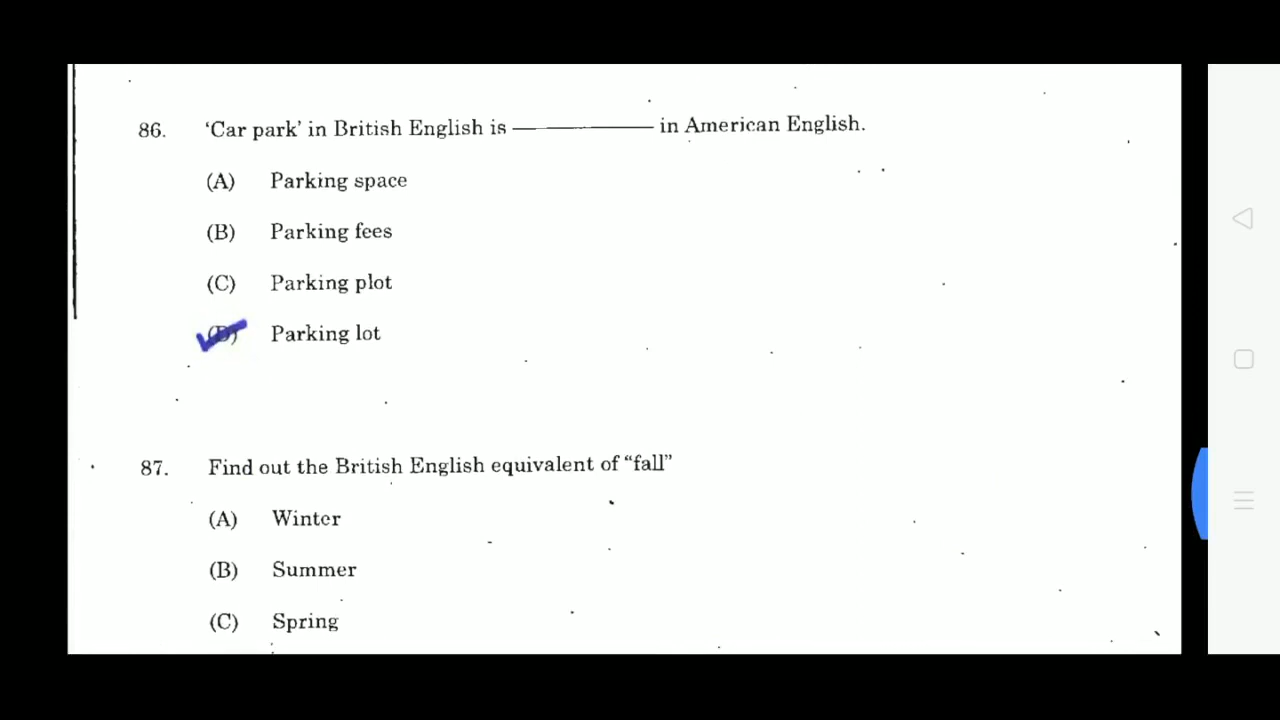 86. ‘Car park’ in British English is ———— in American English.
(A) Parking space
(B) Parking fees
(C) Parking plot
(D) Parking lot
87. Find out the British English equivalent of “fall”
(A) Winter
(B) Summer
(C) Spring